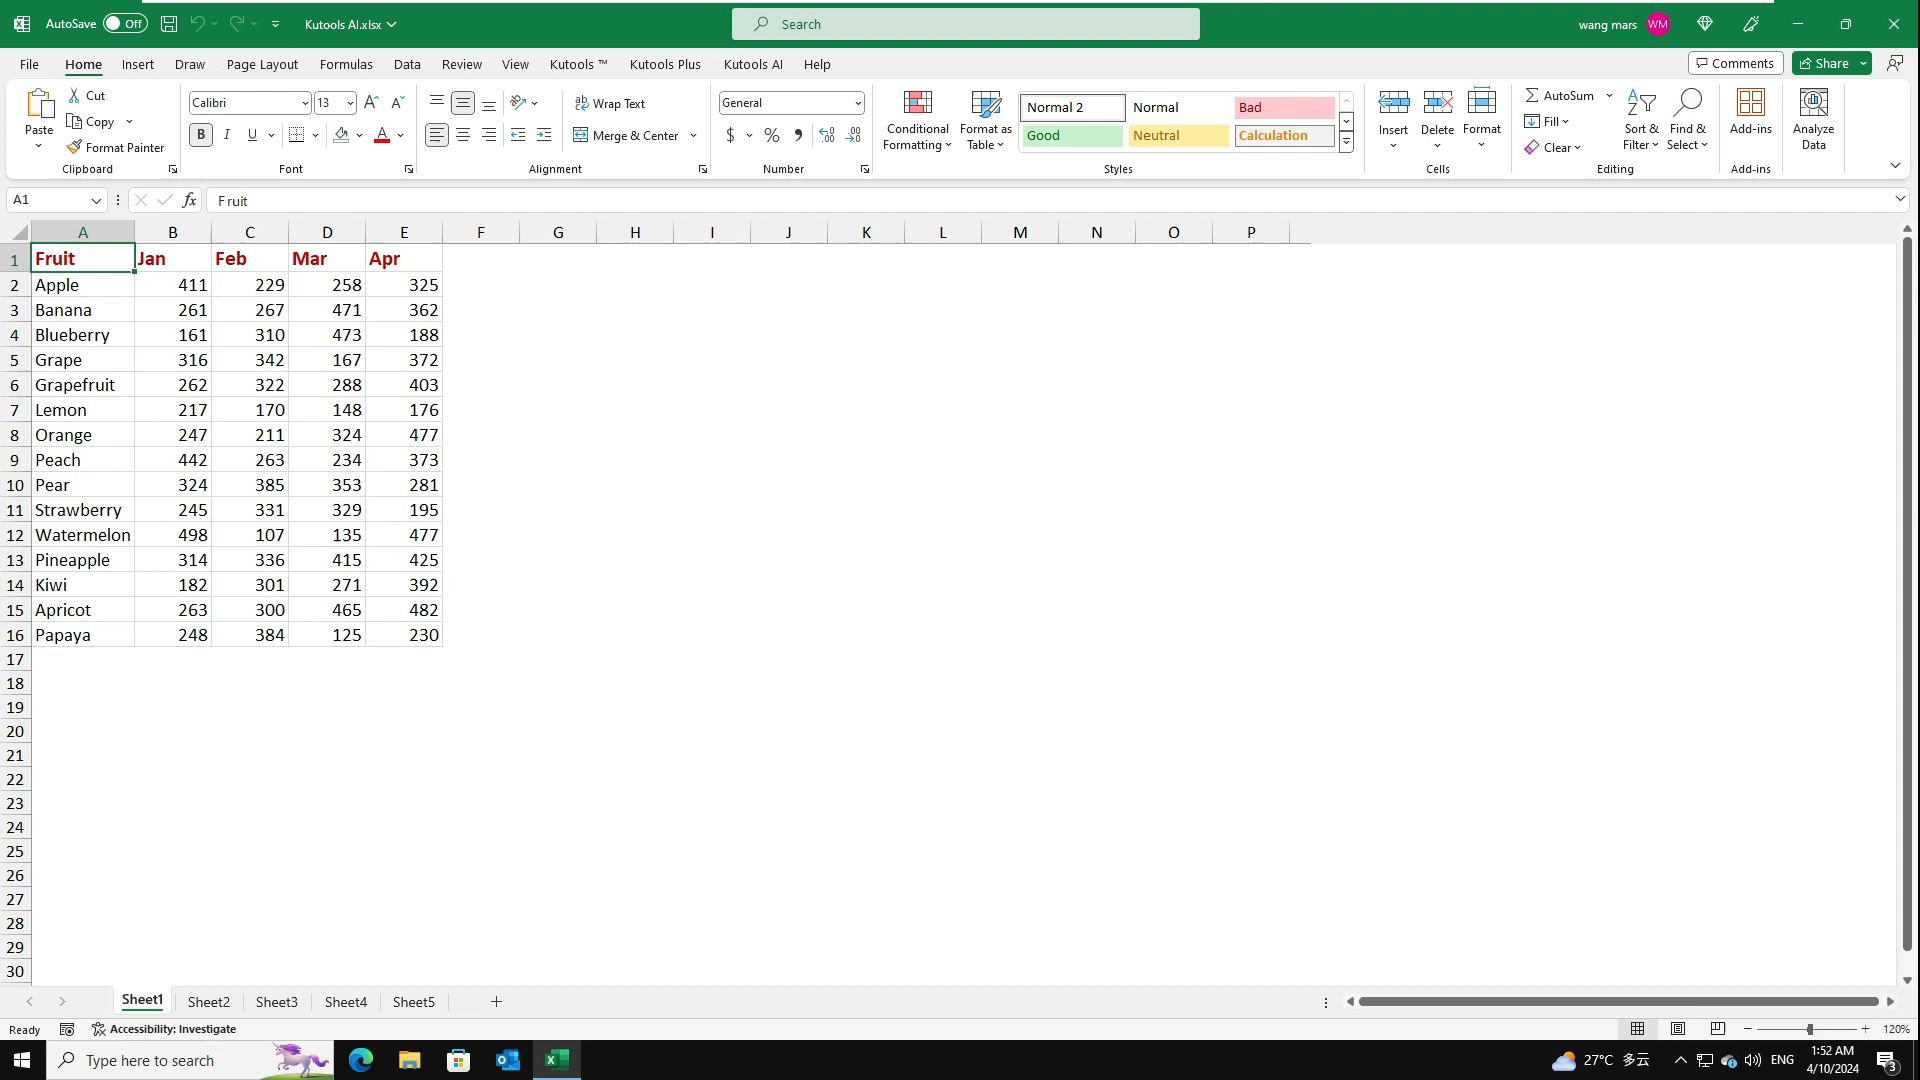 AutoSave Off Kutools AI.xlsx Search wang mars WM
File Home Insert Draw Page Layout Formulas Data Review View Kutools ™ Kutools Plus Kutools AI Help Comments Share
Paste Cut Copy Format Painter Clipboard
Calibri 13 B I U A Font
Wrap Text Merge & Center Alignment
General $ % Number
Conditional Formatting Format as Table Normal 2 Normal Bad Good Neutral Calculation Styles
Insert Delete Format Cells
AutoSum Fill Clear Sort & Filter Find & Select Editing
Add-ins Add-ins
Analyze Data
A1 fx Fruit
A B C D E F G H I J K L M N O P
1 Fruit Jan Feb Mar Apr
2 Apple 411 229 258 325
3 Banana 261 267 471 362
4 Blueberry 161 310 473 188
5 Grape 316 342 167 372
6 Grapefruit 262 322 288 403
7 Lemon 217 170 148 176
8 Orange 247 211 324 477
9 Peach 442 263 234 373
10 Pear 324 385 353 281
11 Strawberry 245 331 329 195
12 Watermelon 498 107 135 477
13 Pineapple 314 336 415 425
14 Kiwi 182 301 271 392
15 Apricot 263 300 465 482
16 Papaya 248 384 125 230
17
18
19
20
21
22
23
24
25
26
27
28
29
30
Sheet1 Sheet2 Sheet3 Sheet4 Sheet5
Ready Accessibility: Investigate 120%
Type here to search 27°C 多云 ENG 1:52 AM
4/10/2024 3